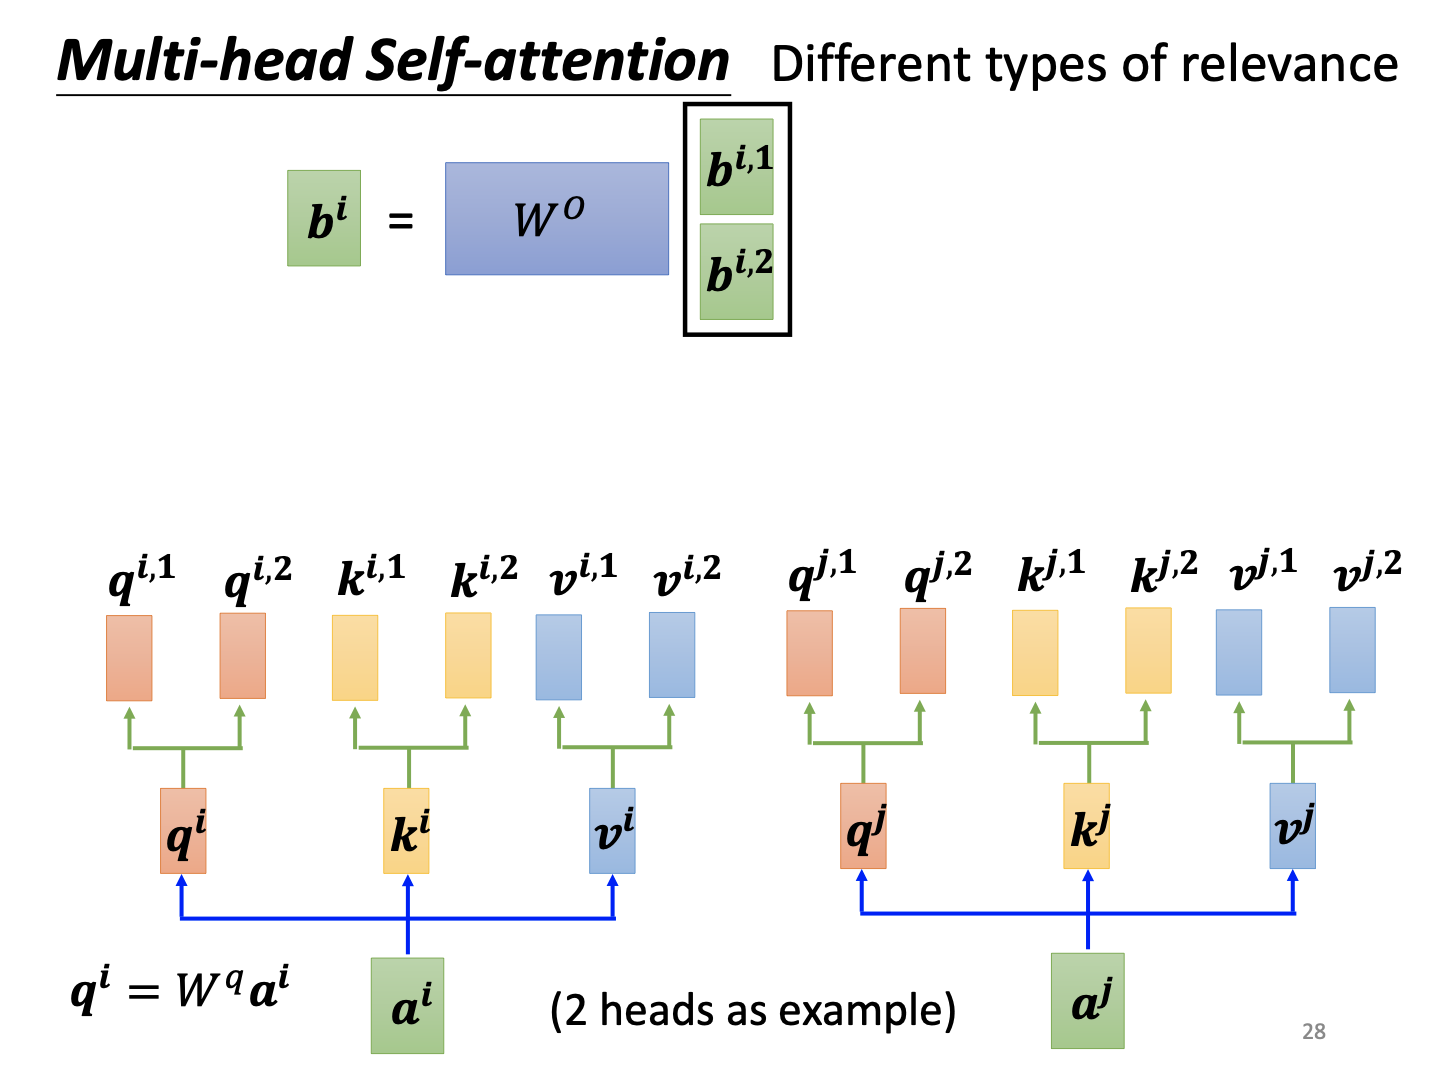 Multi-head Self-attention Different types of relevance
b^i = W^O b^{i,1}
b^{i,2}
q^{i,1} q^{i,2} k^{i,1} k^{i,2} v^{i,1} v^{i,2} q^{j,1} q^{j,2} k^{j,1} k^{j,2} v^{j,1} v^{j,2}
q^i k^i v^i q^j k^j v^j
q^i = W^q a^i a^i (2 heads as example) a^j
28